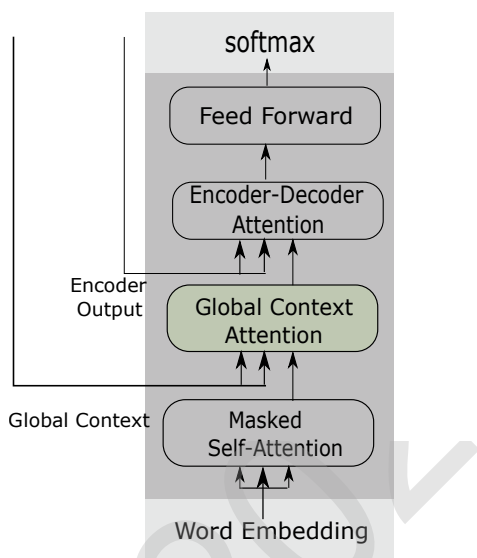 softmax
Feed Forward
Encoder-Decoder
Attention
Encoder
Output
Global Context
Attention
Global Context
Masked
Self-Attention
Word Embedding